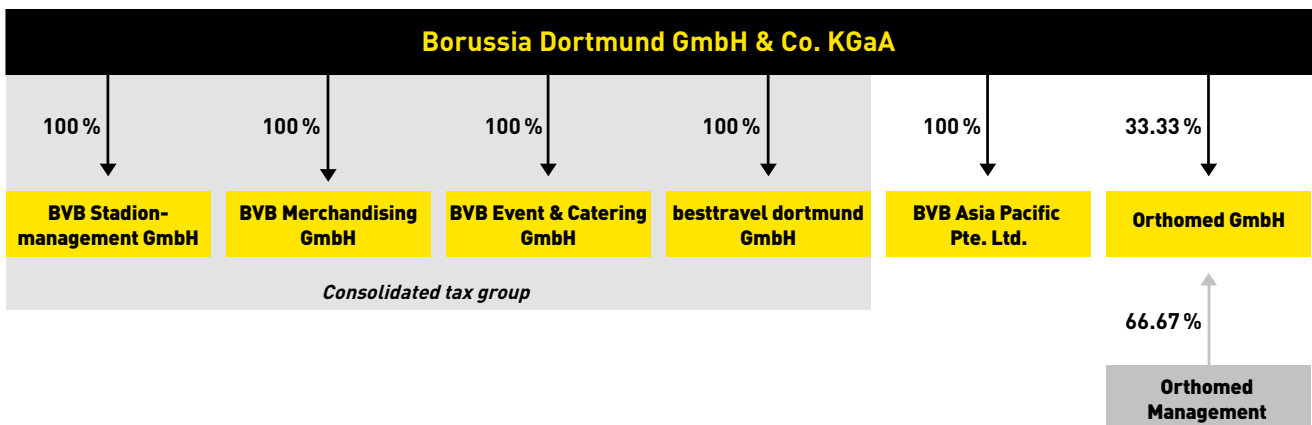 Borussia Dortmund GmbH & Co. KGaA
100 %
100 %
100 %
100 %
100 %
33.33 %
BVB Stadion-
management GmbH
BVB Merchandising
GmbH
BVB Event & Catering
GmbH
besttravel dortmund
GmbH
BVB Asia Pacific
Pte. Ltd.
Orthomed GmbH
Consolidated tax group
66.67 %
Orthomed
Management